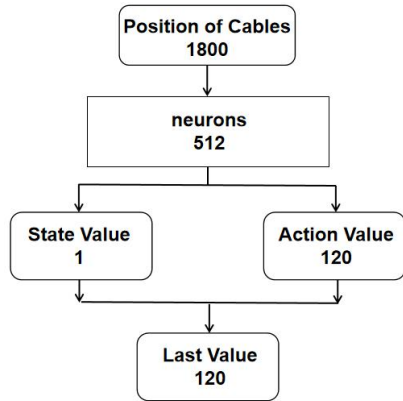 Position of Cables
1800
neurons
512
State Value
1
Action Value
120
Last Value
120